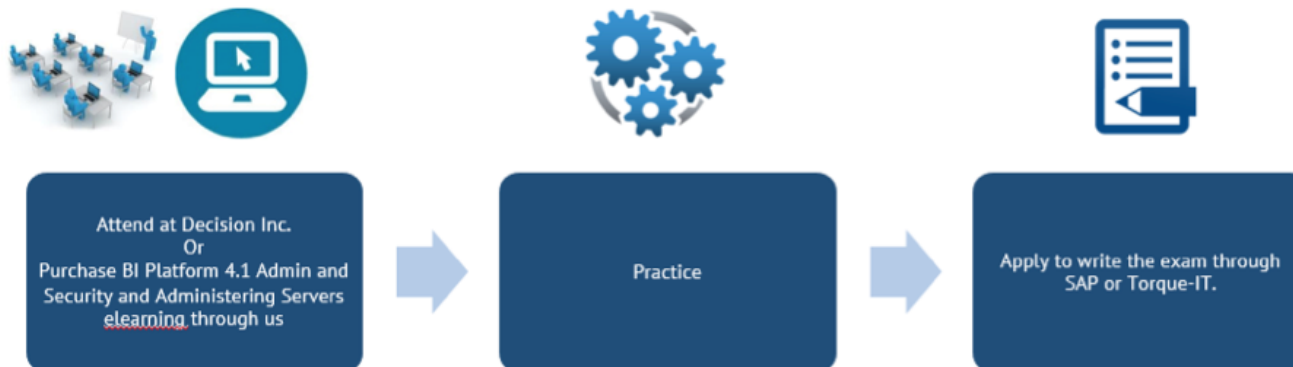 Attend at Decision Inc.
Or
Purchase BI Platform 4.1 Admin and
Security and Administering Servers
elearning through us
Practice
Apply to write the exam through
SAP or Torque-IT.